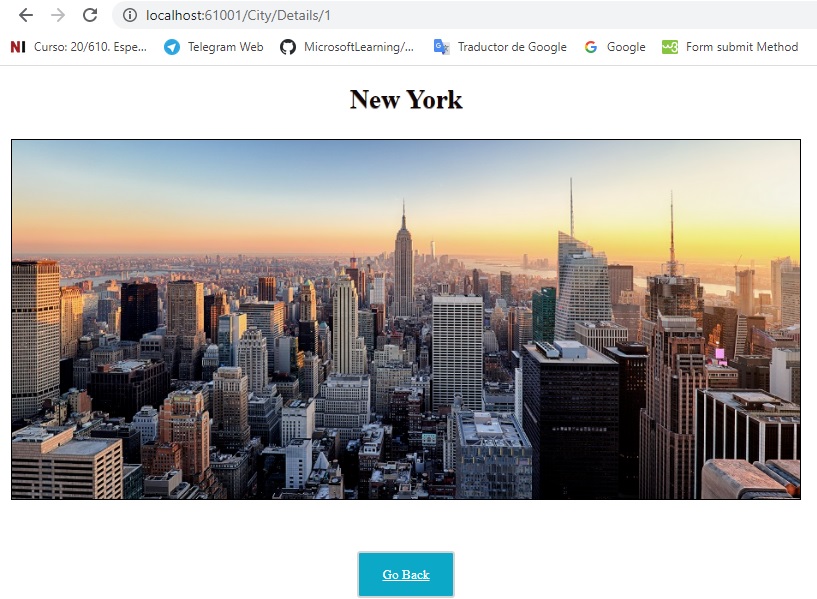 localhost:61001/City/Details/1
NI Curso: 20/610. Espe... Telegram Web MicrosoftLearning/... Traductor de Google Google Form submit Method
New York
Go Back